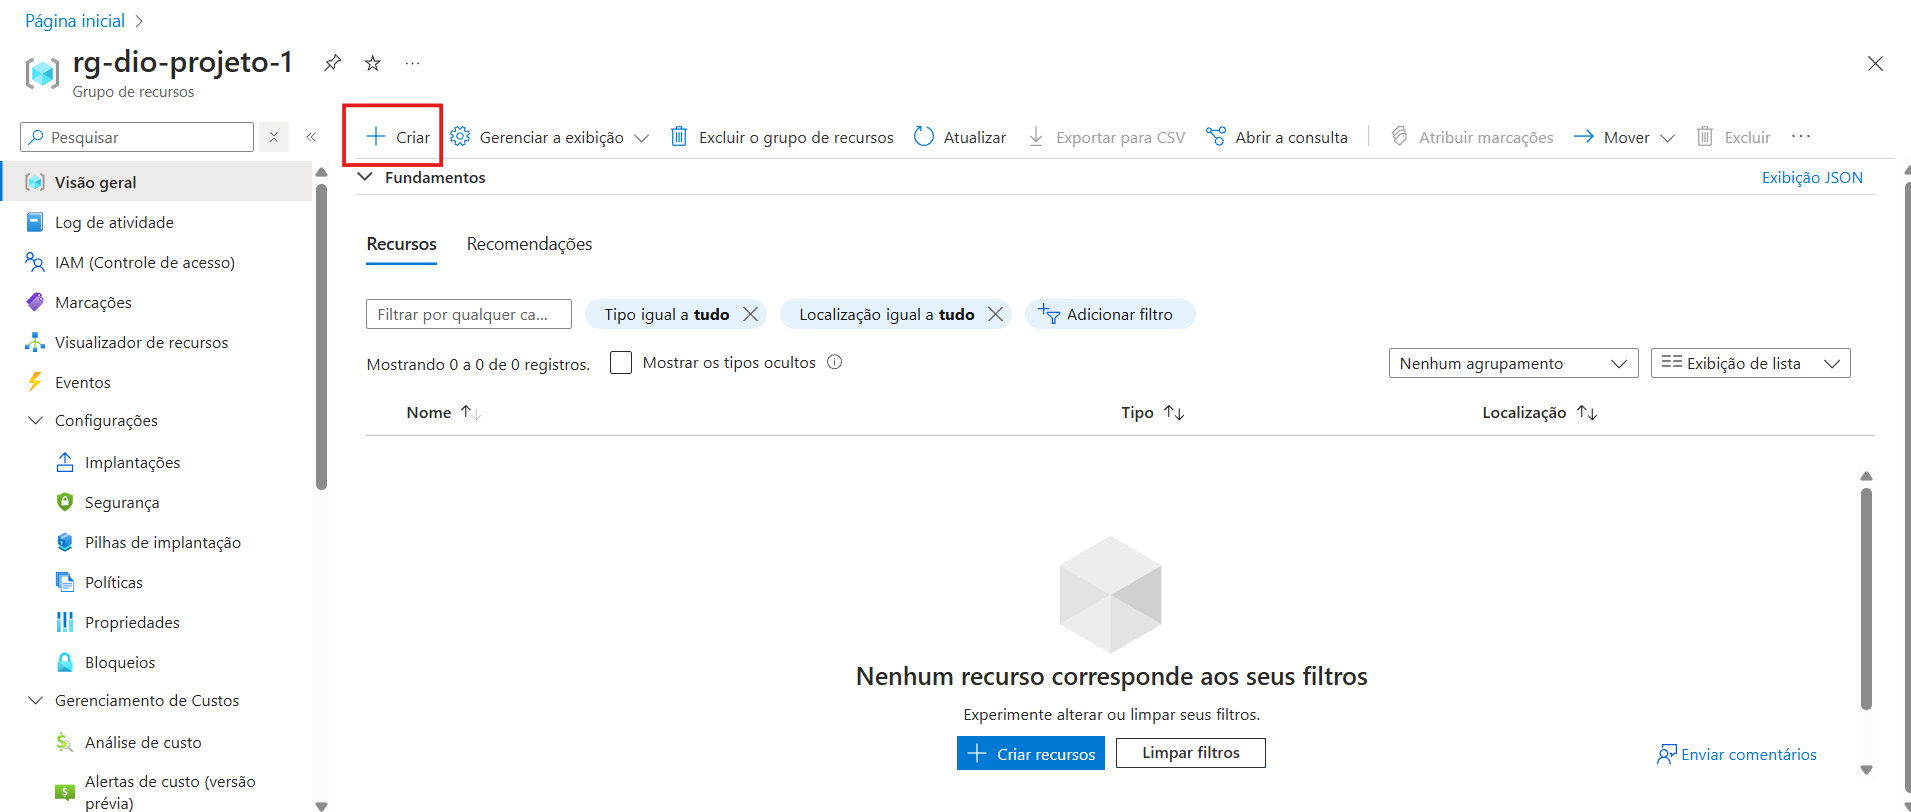 Página inicial
rg-dio-projeto-1
Grupo de recursos
Pesquisar
Criar
Gerenciar a exibição
Excluir o grupo de recursos
Atualizar
Exportar para CSV
Abrir a consulta
Atribuir marcações
Mover
Excluir
Visão geral
Log de atividade
IAM (Controle de acesso)
Marcações
Visualizador de recursos
Eventos
Configurações
Implantações
Segurança
Pilhas de implantação
Políticas
Propriedades
Bloqueios
Gerenciamento de Custos
Análise de custo
Alertas de custo (versão
prévia)
Fundamentos
Exibição JSON
Recursos
Recomendações
Filtrar por qualquer ca...
Tipo igual a tudo
Localização igual a tudo
Adicionar filtro
Mostrando 0 a 0 de 0 registros.
Mostrar os tipos ocultos
Nenhum agrupamento
Exibição de lista
Nome
Tipo
Localização
Nenhum recurso corresponde aos seus filtros
Experimente alterar ou limpar seus filtros.
Criar recursos
Limpar filtros
Enviar comentários